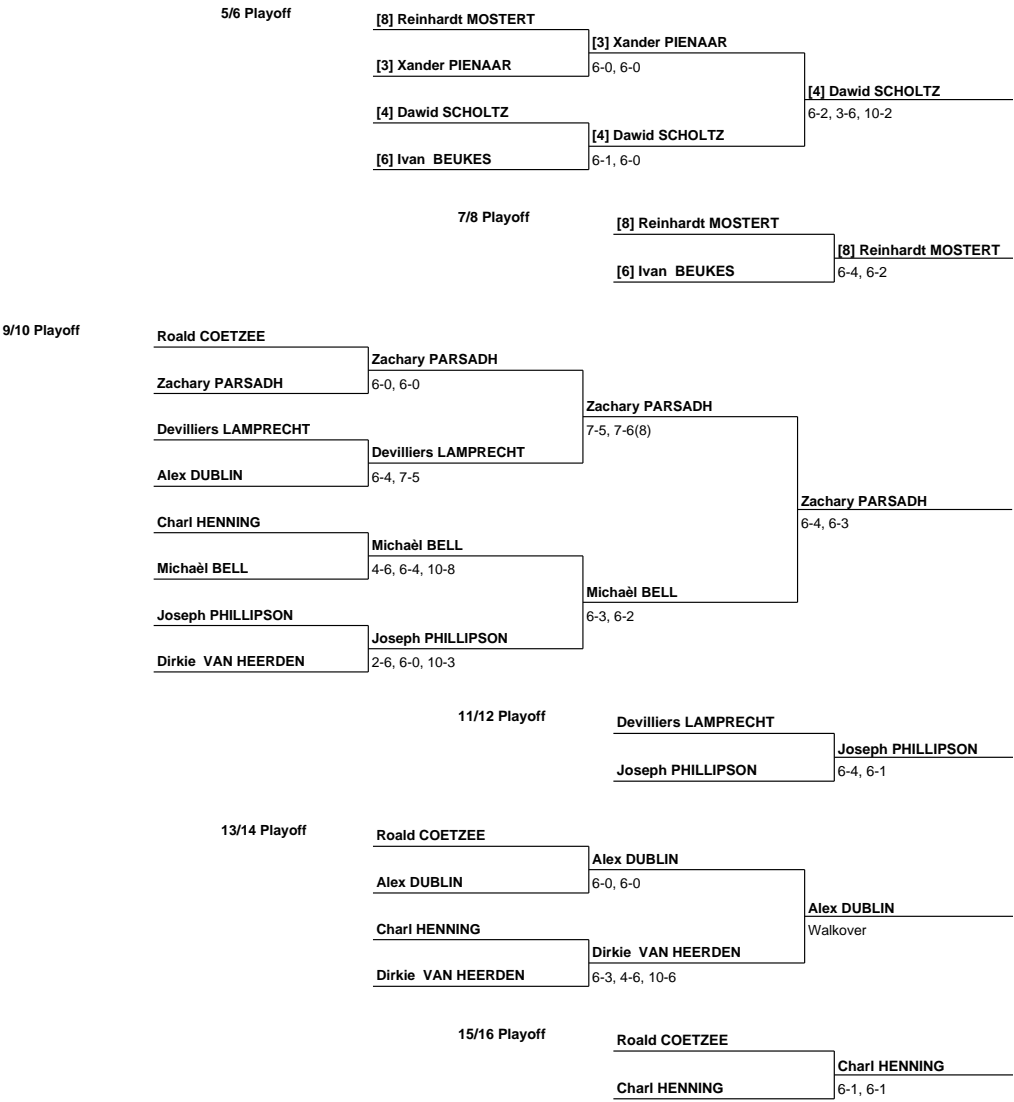 5/6 Playoff
[8] Reinhardt MOSTERT
[3] Xander PIENAAR
[3] Xander PIENAAR
6-0, 6-0
[4] Dawid SCHOLTZ
[4] Dawid SCHOLTZ
6-2, 3-6, 10-2
[4] Dawid SCHOLTZ
[6] Ivan BEUKES
6-1, 6-0
7/8 Playoff
[8] Reinhardt MOSTERT
[8] Reinhardt MOSTERT
[6] Ivan BEUKES
6-4, 6-2
9/10 Playoff
Roald COETZEE
Zachary PARSADH
Zachary PARSADH
6-0, 6-0
Zachary PARSADH
Devilliers LAMPRECHT
7-5, 7-6(8)
Devilliers LAMPRECHT
Alex DUBLIN
6-4, 7-5
Zachary PARSADH
Charl HENNING
6-4, 6-3
Michaèl BELL
Michaèl BELL
4-6, 6-4, 10-8
Michaèl BELL
Joseph PHILLIPSON
6-3, 6-2
Joseph PHILLIPSON
Dirkie VAN HEERDEN
2-6, 6-0, 10-3
11/12 Playoff
Devilliers LAMPRECHT
Joseph PHILLIPSON
Joseph PHILLIPSON
6-4, 6-1
13/14 Playoff
Roald COETZEE
Alex DUBLIN
Alex DUBLIN
6-0, 6-0
Alex DUBLIN
Charl HENNING
Walkover
Dirkie VAN HEERDEN
Dirkie VAN HEERDEN
6-3, 4-6, 10-6
15/16 Playoff
Roald COETZEE
Charl HENNING
Charl HENNING
6-1, 6-1